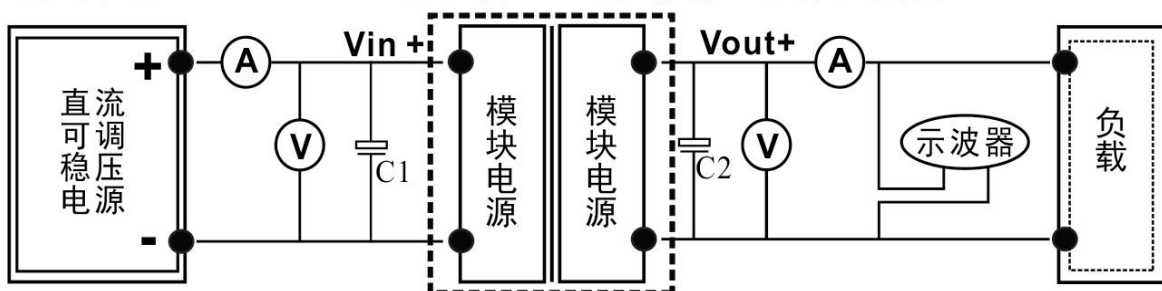 直流
可调
稳压
电源
+
-
A
V
Vin +
C1
模块电源
模块电源
Vout+
C2
V
A
示波器
负载